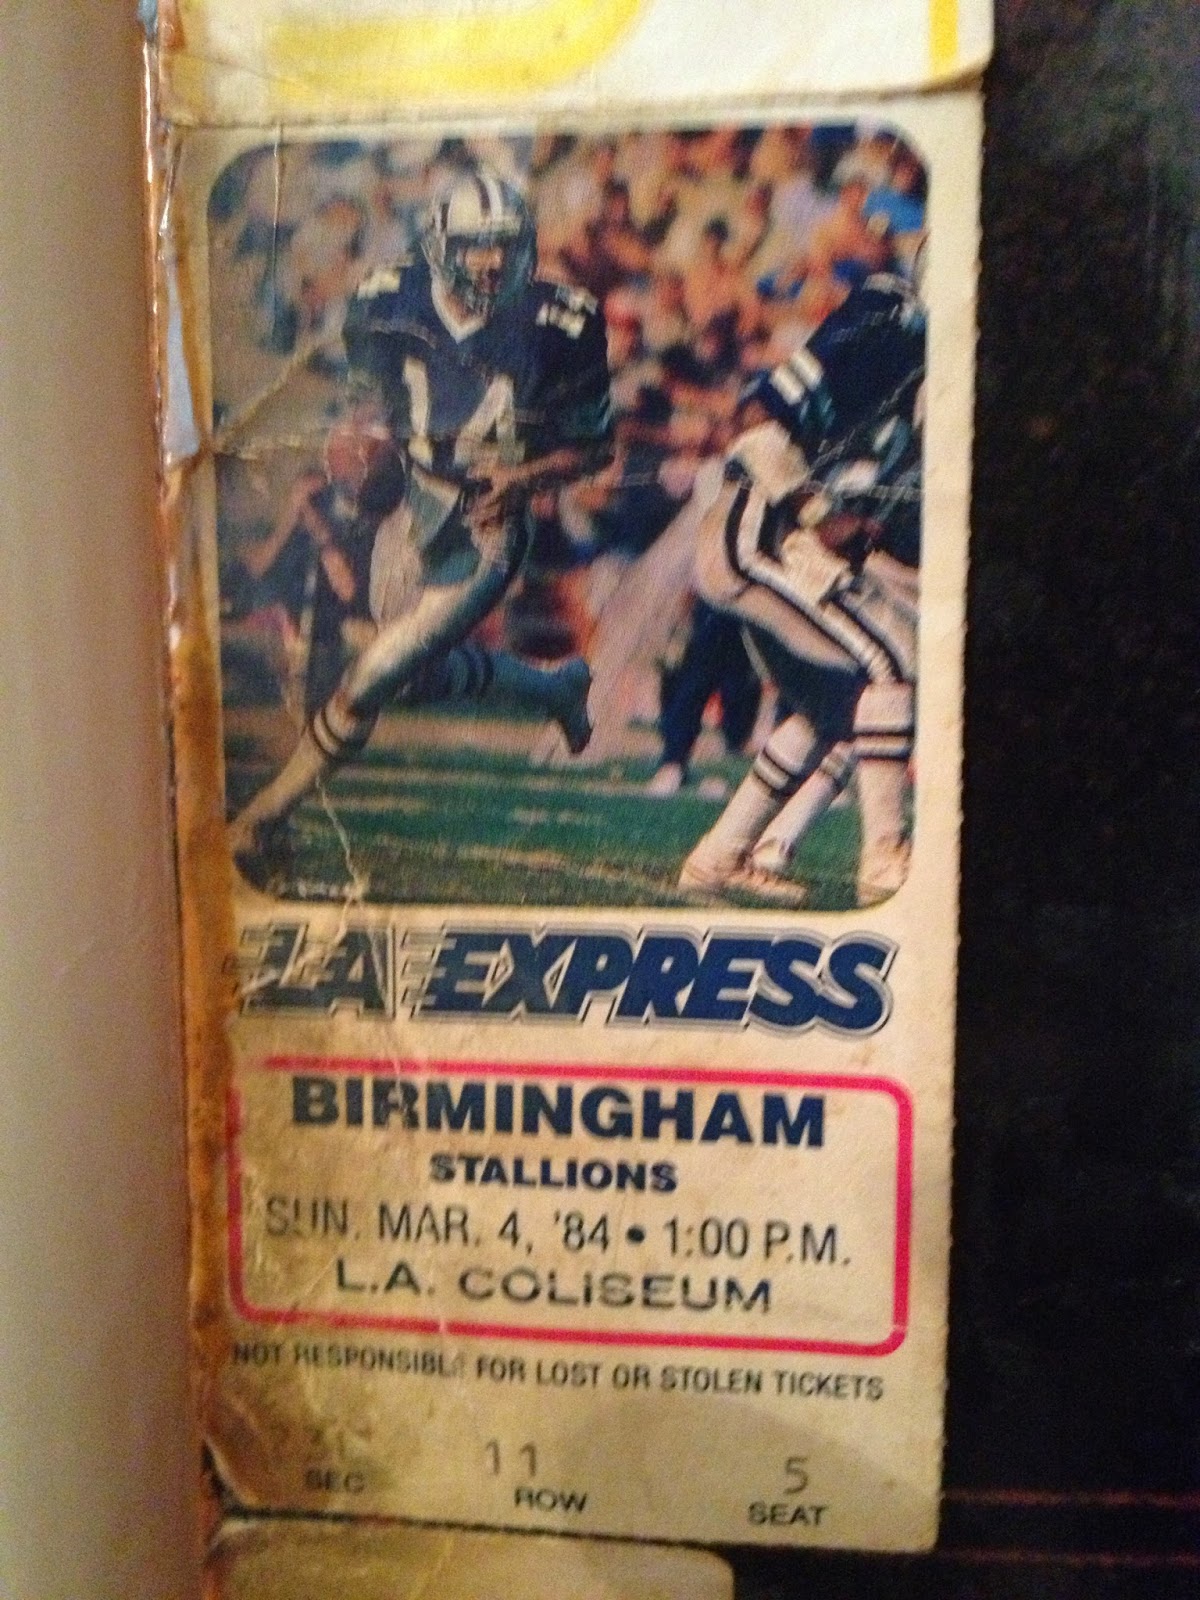 14
LA EXPRESS
BIRMINGHAM
STALLIONS
SUN. MAR. 4, '84 • 1:00 P.M.
L.A. COLISEUM
NOT RESPONSIBLE FOR LOST OR STOLEN TICKETS
11 5
SEC ROW SEAT